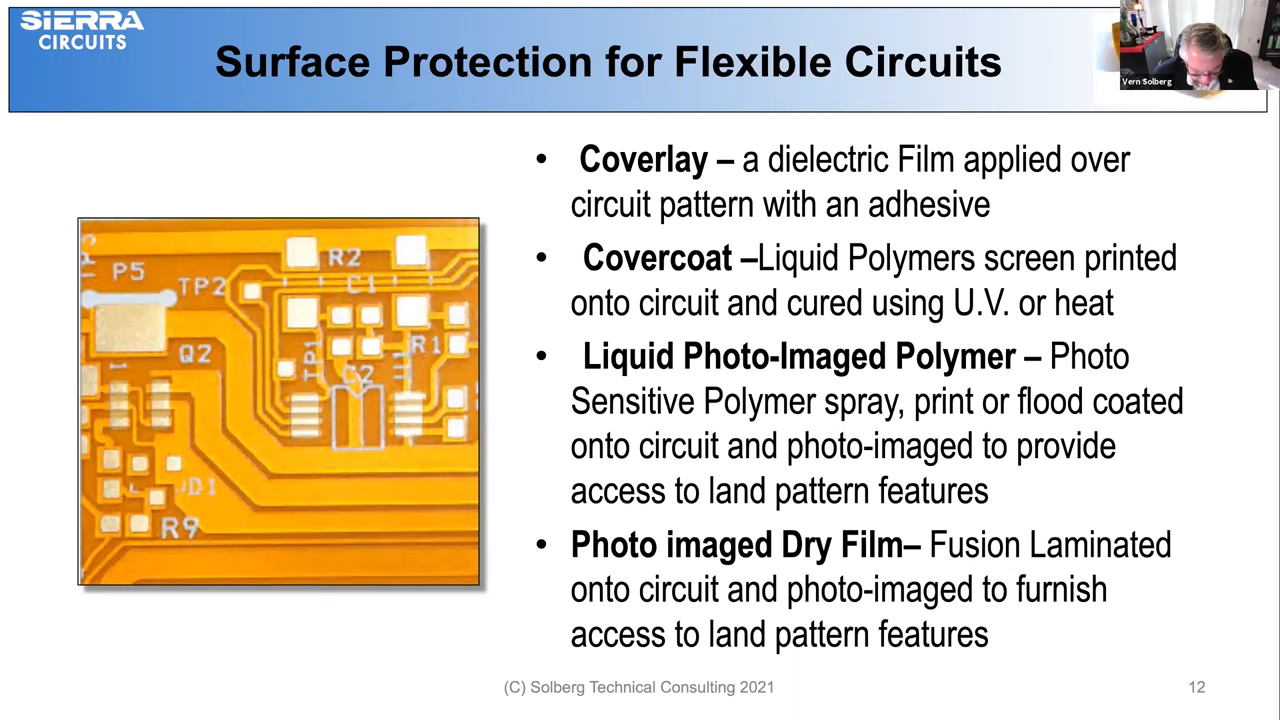 SIERRA
CIRCUITS
Surface Protection for Flexible Circuits
Vern Solberg
• Coverlay – a dielectric Film applied over
circuit pattern with an adhesive
• Covercoat –Liquid Polymers screen printed
onto circuit and cured using U.V. or heat
• Liquid Photo-Imaged Polymer – Photo
Sensitive Polymer spray, print or flood coated
onto circuit and photo-imaged to provide
access to land pattern features
• Photo imaged Dry Film– Fusion Laminated
onto circuit and photo-imaged to furnish
access to land pattern features
P5
R2
TP2
C1
Q2
TP1
R1
C2
D1
R9
(C) Solberg Technical Consulting 2021
12